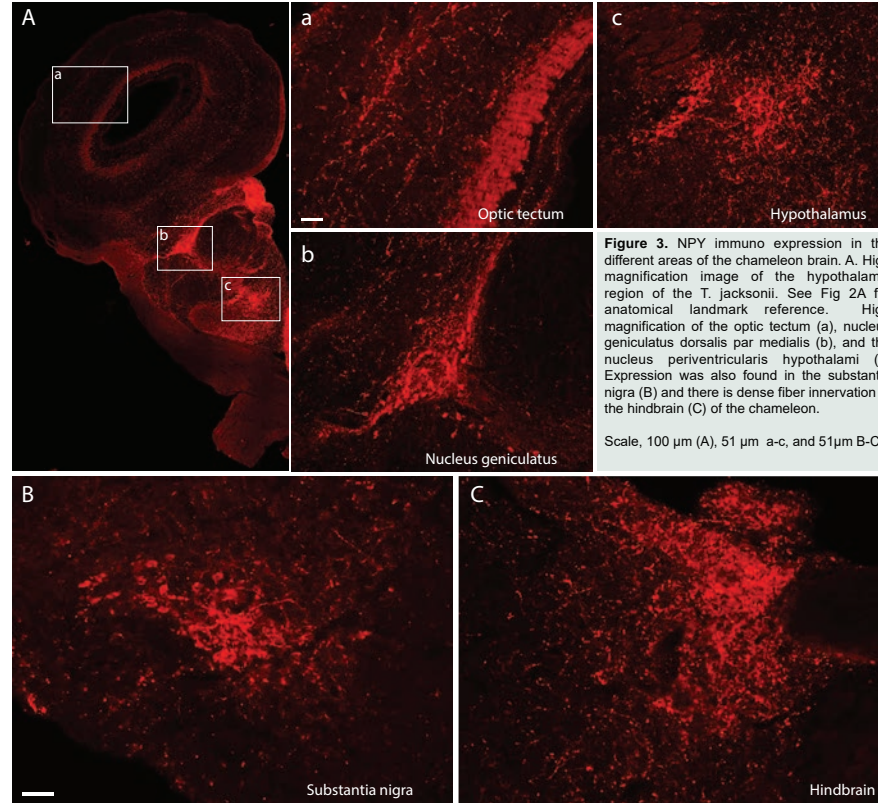 A
a
b
c
a
Optic tectum
c
Hypothalamus
b
Nucleus geniculatus
Figure 3. NPY immuno expression in th
different areas of the chameleon brain. A. Hig
magnification image of the hypothalam
region of the T. jacksonii. See Fig 2A f
anatomical landmark reference. Hig
magnification of the optic tectum (a), nucleu
geniculatus dorsalis par medialis (b), and th
nucleus periventricularis hypothalami (
Expression was also found in the substant
nigra (B) and there is dense fiber innervation
the hindbrain (C) of the chameleon.
Scale, 100 µm (A), 51 µm a-c, and 51µm B-C
B
Substantia nigra
C
Hindbrain